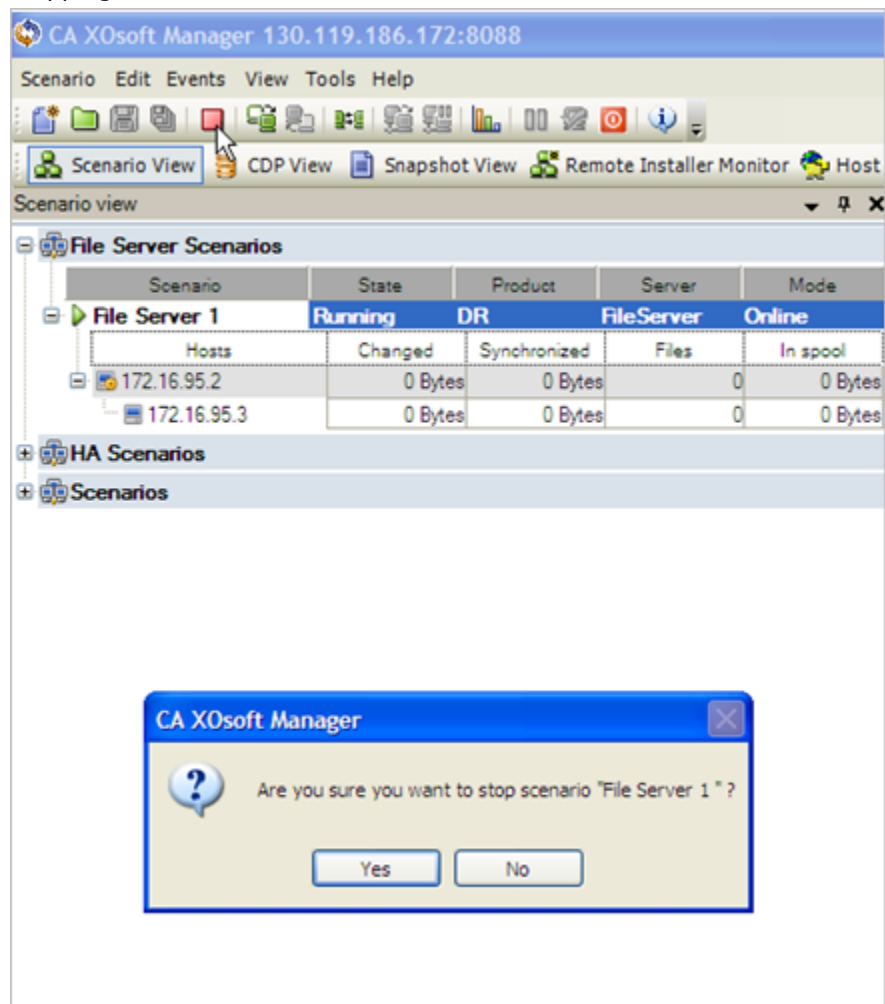 CA XOsoft Manager 130.119.186.172:8088
Scenario Edit Events View Tools Help
Scenario View CDP View Snapshot View Remote Installer Monitor Host
Scenario view
File Server Scenarios
Scenario State Product Server Mode
File Server 1 Running DR FileServer Online
Hosts Changed Synchronized Files In spool
172.16.95.2 0 Bytes 0 Bytes 0 0 Bytes
172.16.95.3 0 Bytes 0 Bytes 0 0 Bytes
HA Scenarios
Scenarios
CA XOsoft Manager
Are you sure you want to stop scenario "File Server 1 " ?
Yes No